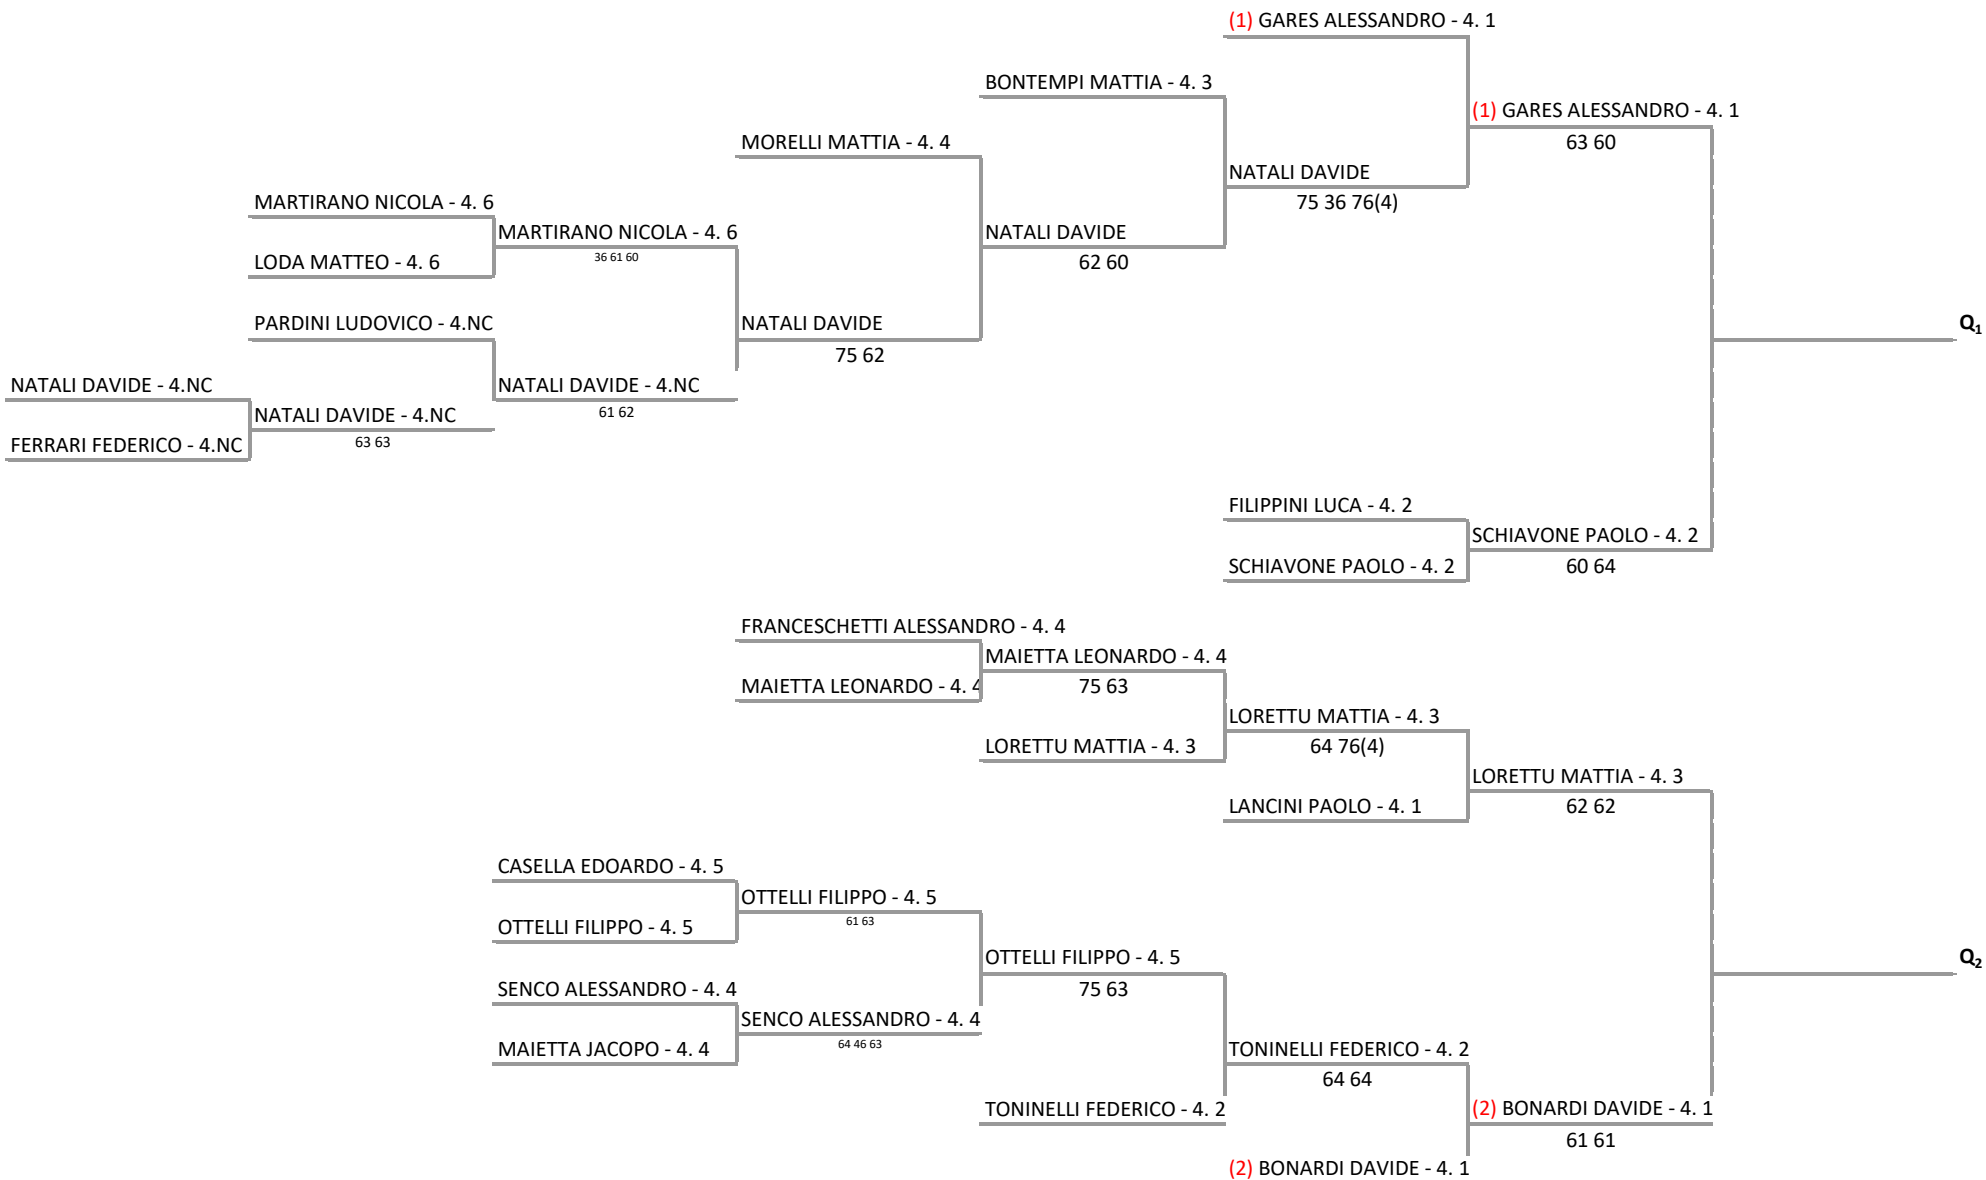 (1) GARES ALESSANDRO - 4. 1
BONTEMPI MATTIA - 4. 3
(1) GARES ALESSANDRO - 4. 1
63 60
MORELLI MATTIA - 4. 4
NATALI DAVIDE
75 36 76(4)
MARTIRANO NICOLA - 4. 6
MARTIRANO NICOLA - 4. 6
36 61 60
NATALI DAVIDE
62 60
LODA MATTEO - 4. 6
PARDINI LUDOVICO - 4.NC
NATALI DAVIDE
75 62
Q1
NATALI DAVIDE - 4.NC
NATALI DAVIDE - 4.NC
61 62
NATALI DAVIDE - 4.NC
63 63
FERRARI FEDERICO - 4.NC
FILIPPINI LUCA - 4. 2
SCHIAVONE PAOLO - 4. 2
60 64
SCHIAVONE PAOLO - 4. 2
FRANCESCHETTI ALESSANDRO - 4. 4
MAIETTA LEONARDO - 4. 4
75 63
MAIETTA LEONARDO - 4. 4
LORETTU MATTIA - 4. 3
64 76(4)
LORETTU MATTIA - 4. 3
LORETTU MATTIA - 4. 3
62 62
LANCINI PAOLO - 4. 1
CASELLA EDOARDO - 4. 5
OTTELLI FILIPPO - 4. 5
61 63
OTTELLI FILIPPO - 4. 5
OTTELLI FILIPPO - 4. 5
75 63
Q2
SENCO ALESSANDRO - 4. 4
SENCO ALESSANDRO - 4. 4
64 46 63
MAIETTA JACOPO - 4. 4
TONINELLI FEDERICO - 4. 2
64 64
TONINELLI FEDERICO - 4. 2
(2) BONARDI DAVIDE - 4. 1
61 61
(2) BONARDI DAVIDE - 4. 1